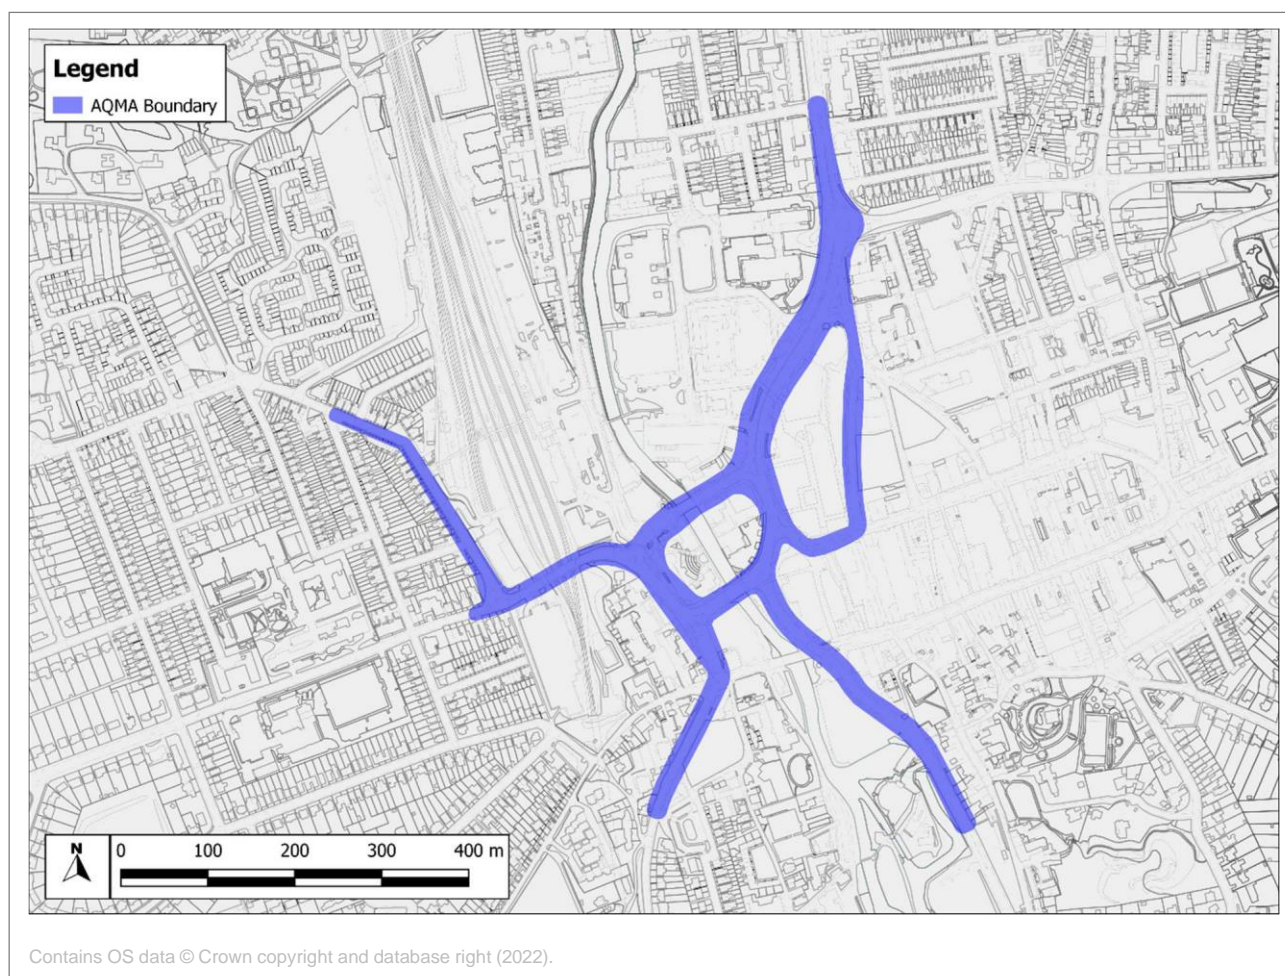 Legend
AQMA Boundary
N
0 100 200 300 400 m
Contains OS data © Crown copyright and database right (2022).